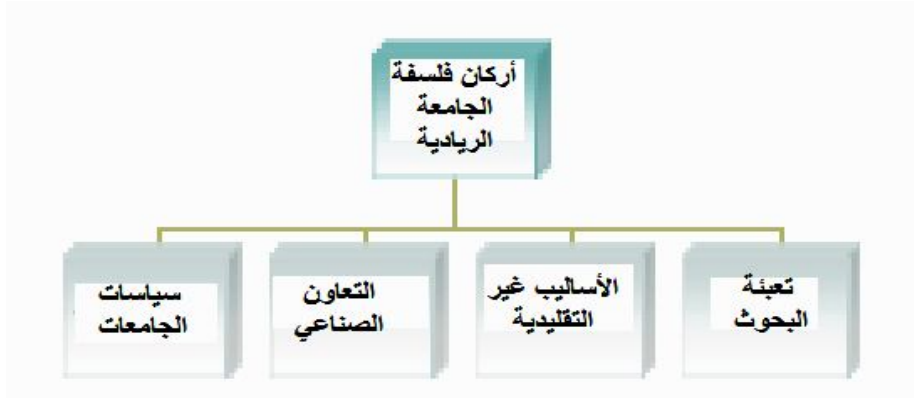 أركان فلسفة
الجامعة
الريادية
تعبئة
البحوث
الأساليب غير
التقليدية
التعاون
الصناعي
سياسات
الجامعات